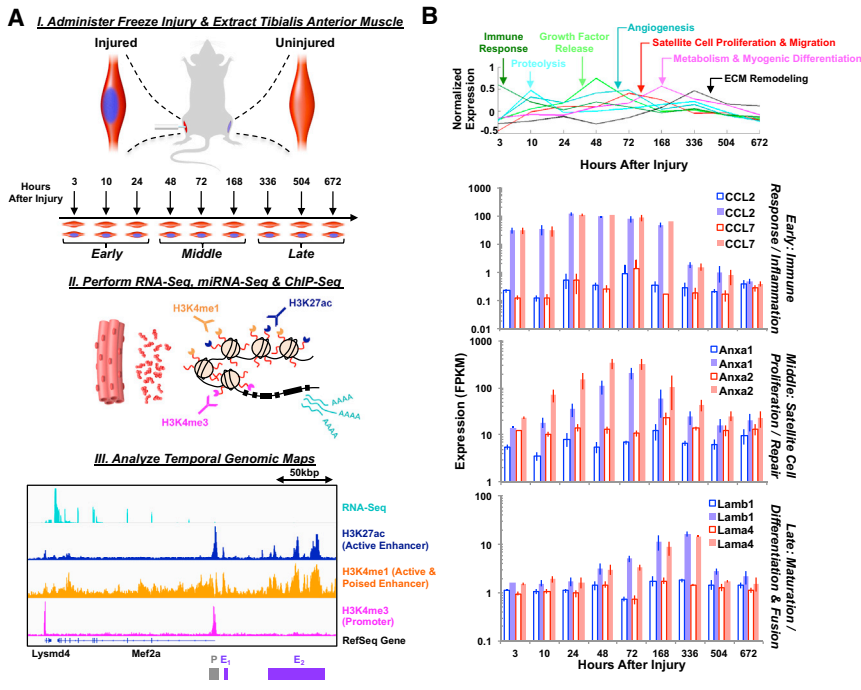 A
I. Administer Freeze Injury & Extract Tibialis Anterior Muscle
Injured
Uninjured
Hours
After Injury
3 10 24 48 72 168 336 504 672
Early Middle Late
II. Perform RNA-Seq, miRNA-Seq & ChIP-Seq
H3K27ac
H3K4me1
H3K4me3
AAAA
AAAA
AAAA
III. Analyze Temporal Genomic Maps
50kbp
RNA-Seq
H3K27ac
(Active Enhancer)
H3K4me1 (Active &
Poised Enhancer)
H3K4me3
(Promoter)
RefSeq Gene
Lysmd4 Mef2a
P E1 E2
B
Immune
Response
Proteolysis
Growth Factor
Release
Angiogenesis
Satellite Cell Proliferation & Migration
Metabolism & Myogenic Differentiation
ECM Remodeling
Normalized
Expression
1
0.5
0
-0.5
3 10 24 48 72 168 336 504 672
Hours After Injury
Expression (FPKM)
1000
100
10
1
0.1
0.01
CCL2
CCL2
CCL7
CCL7
Early: Immune
Response / Inflammation
1000
100
10
1
Anxa1
Anxa1
Anxa2
Anxa2
Middle: Satellite Cell
Proliferation / Repair
100
10
1
0.1
Lamb1
Lamb1
Lama4
Lama4
Late: Maturation /
Differentiation & Fusion
3 10 24 48 72 168 336 504 672
Hours After Injury